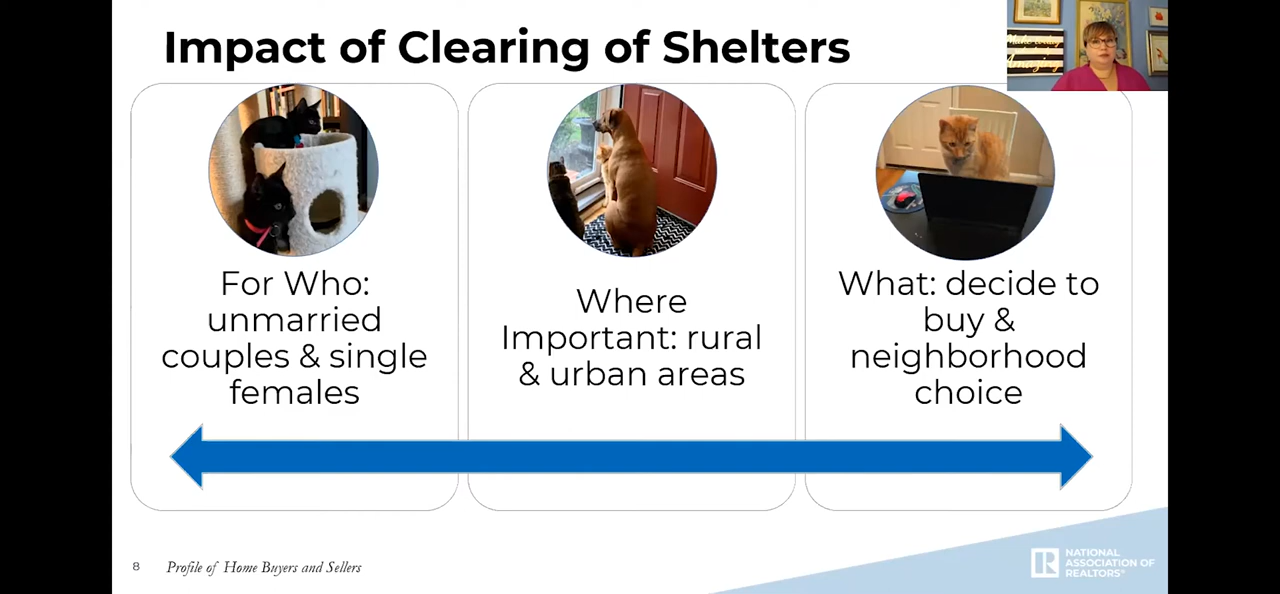 Impact of Clearing of Shelters
For Who:
unmarried
couples & single
females
Where
Important: rural
& urban areas
What: decide to
buy &
neighborhood
choice
8
Profile of Home Buyers and Sellers
NATIONAL
ASSOCIATION OF
REALTORS®